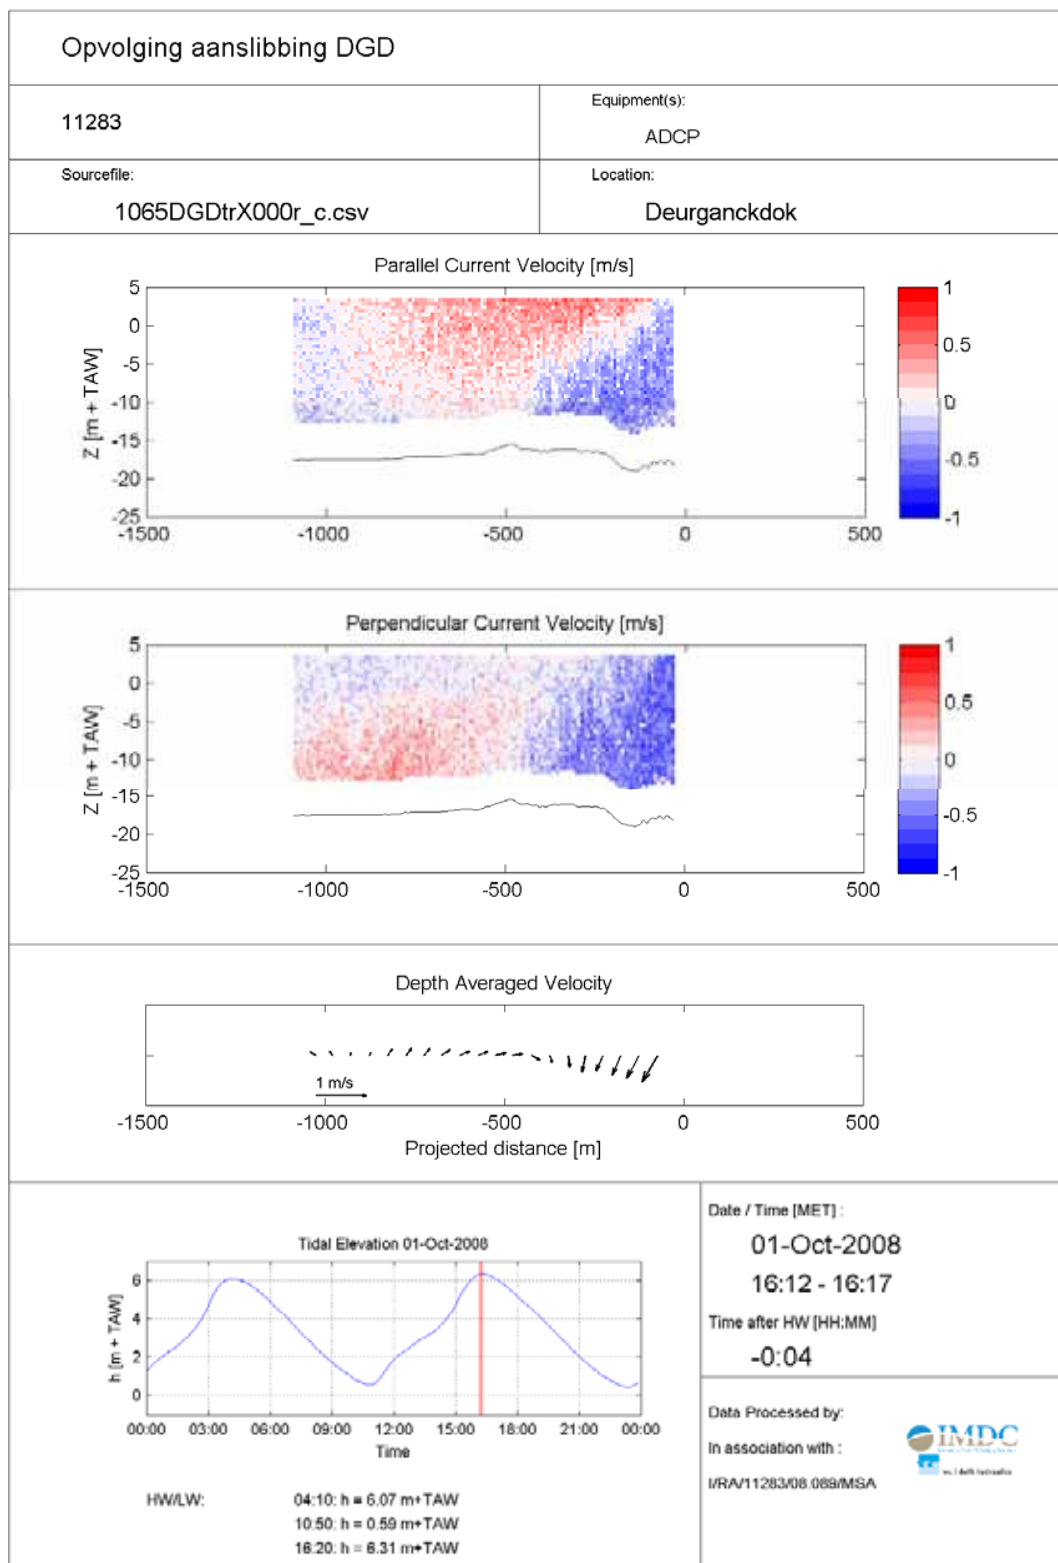 Opvolging aanslibbing DGD
11283
Equipment(s):
ADCP
Sourcefile:
1065DGDtrX000r_c.csv
Location:
Deurganckdok
Parallel Current Velocity [m/s]
5
0
-5
-10
-15
-20
-25
Z [m + TAW]
-1500
-1000
-500
0
500
1
0.5
0
-0.5
-1
Perpendicular Current Velocity [m/s]
5
0
-5
-10
-15
-20
-25
Z [m + TAW]
-1500
-1000
-500
0
500
1
0.5
0
-0.5
-1
Depth Averaged Velocity
1 m/s
-1500
-1000
-500
0
500
Projected distance [m]
Tidal Elevation 01-Oct-2008
6
4
2
0
h [m + TAW]
00:00
03:00
06:00
09:00
12:00
15:00
18:00
21:00
00:00
Time
HW/LW:
04:10: h = 6.07 m+TAW
10:50: h = 0.59 m+TAW
16:20: h = 6.31 m+TAW
Date / Time [MET] :
01-Oct-2008
16:12 - 16:17
Time after HW [HH:MM]
-0:04
Data Processed by:
IMDC
In association with :
wl | delft hydraulics
I/RA/11283/08.089/MSA